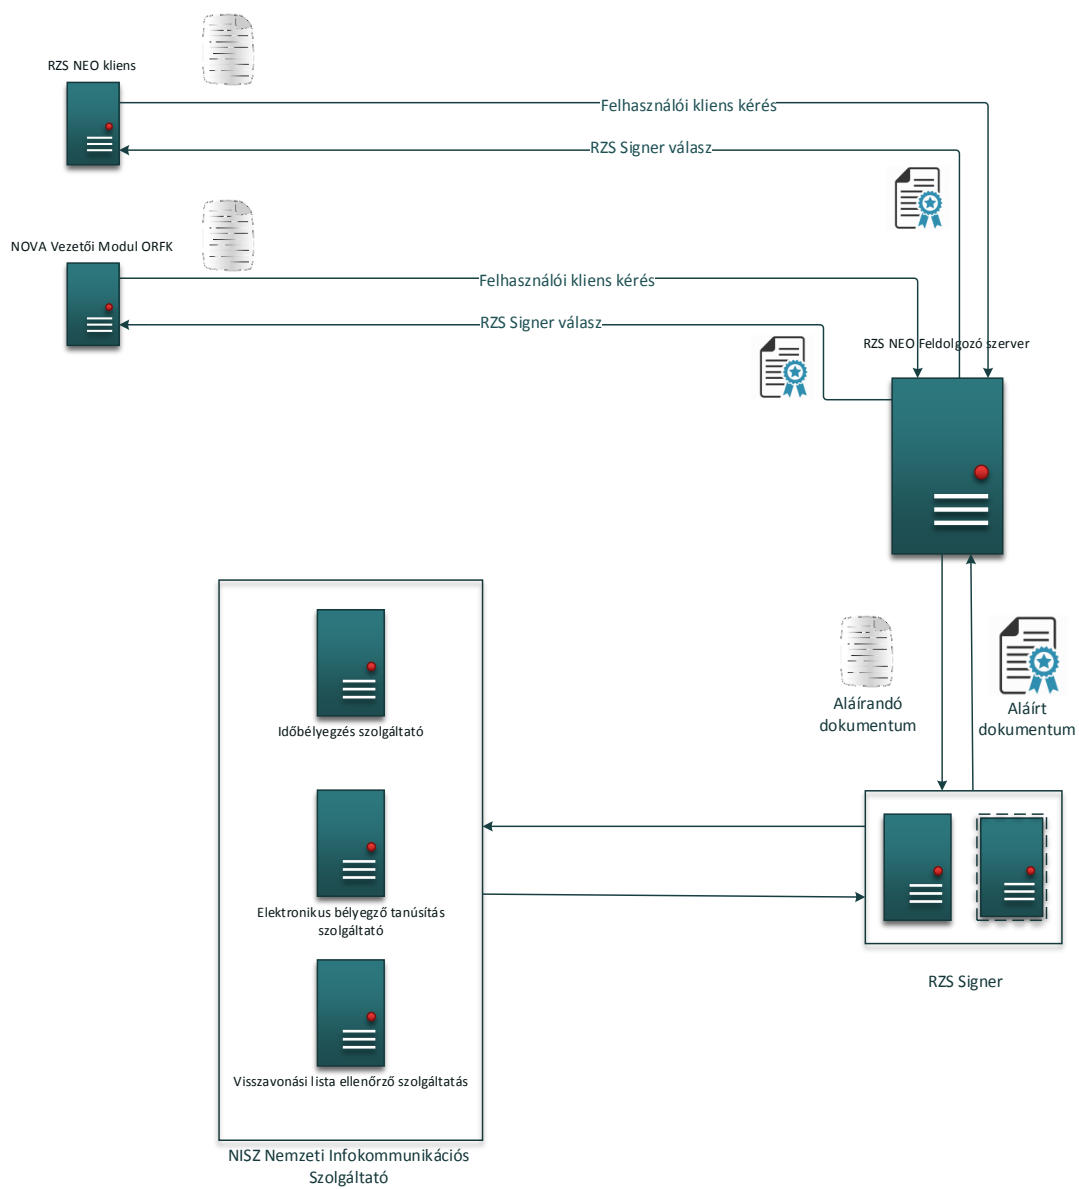 RZS NEO kliens
Felhasználói kliens kérés
RZS Signer válasz
NOVA Vezetői Modul ORFK
Felhasználói kliens kérés
RZS Signer válasz
RZS NEO Feldolgozó szerver
Aláírandó
dokumentum
Aláírt
dokumentum
Időbélyegzés szolgáltató
Elektronikus bélyegző tanúsítás
szolgáltató
RZS Signer
Visszavonási lista ellenőrző szolgáltatás
NISZ Nemzeti Infokommunikációs
Szolgáltató